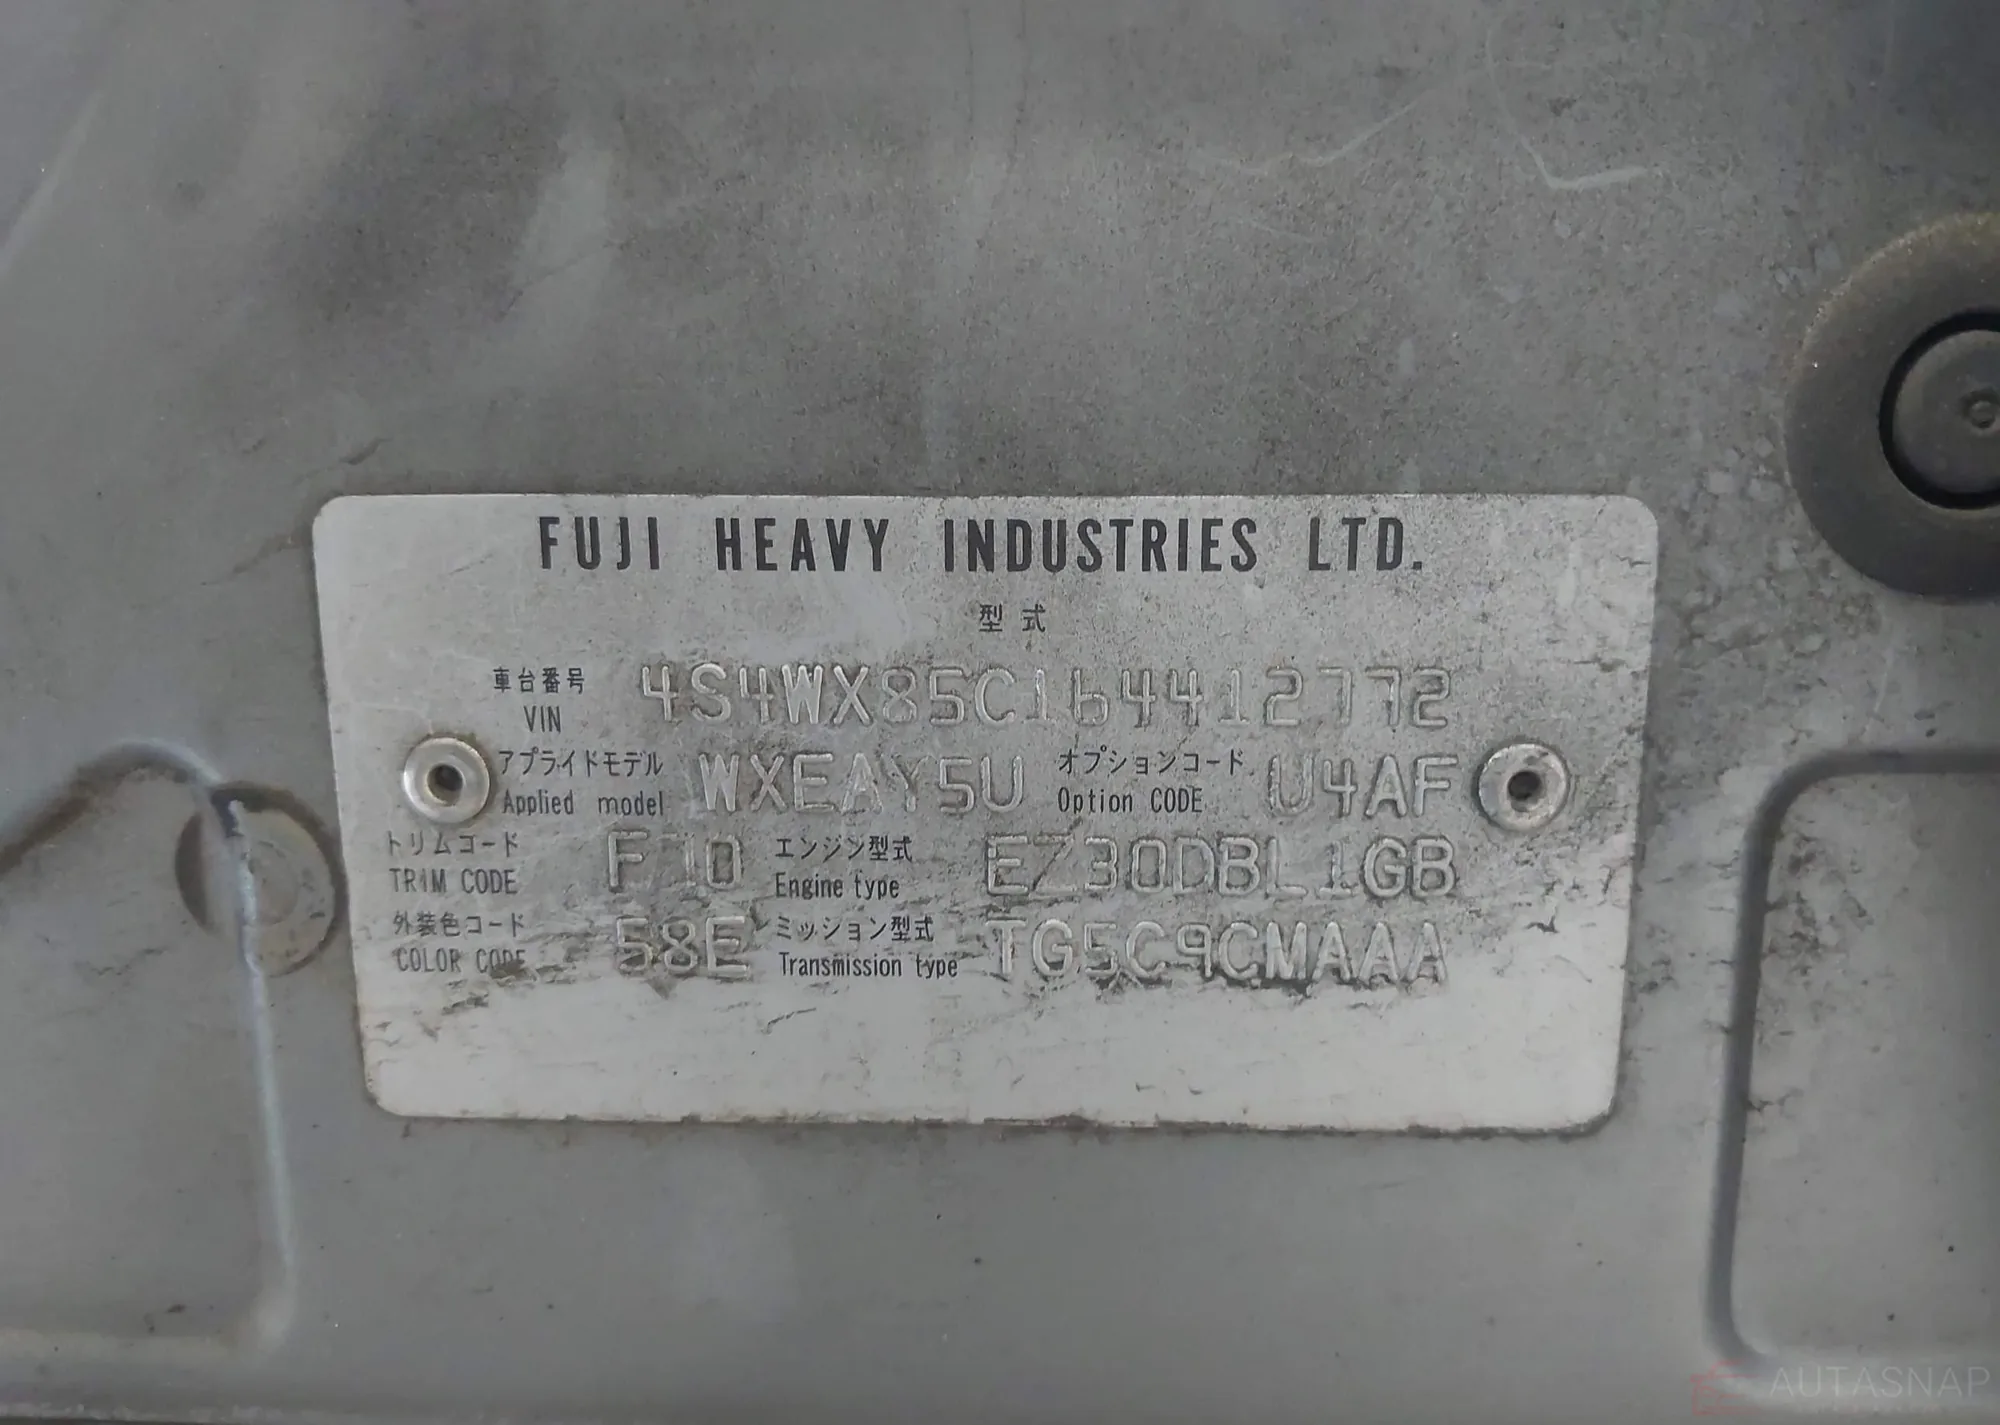 FUJI HEAVY INDUSTRIES LTD.
型式
車台番号 VIN 4S4WX85C164412772
アプライドモデル Applied model WXEAY5U オプションコード Option CODE U4AF
トリムコード TRIM CODE F10 エンジン型式 Engine type EZ30DBL1GB
外装色コード COLOR CODE 58E ミッション型式 Transmission type TG5C9CMAAA
AUTASNAP